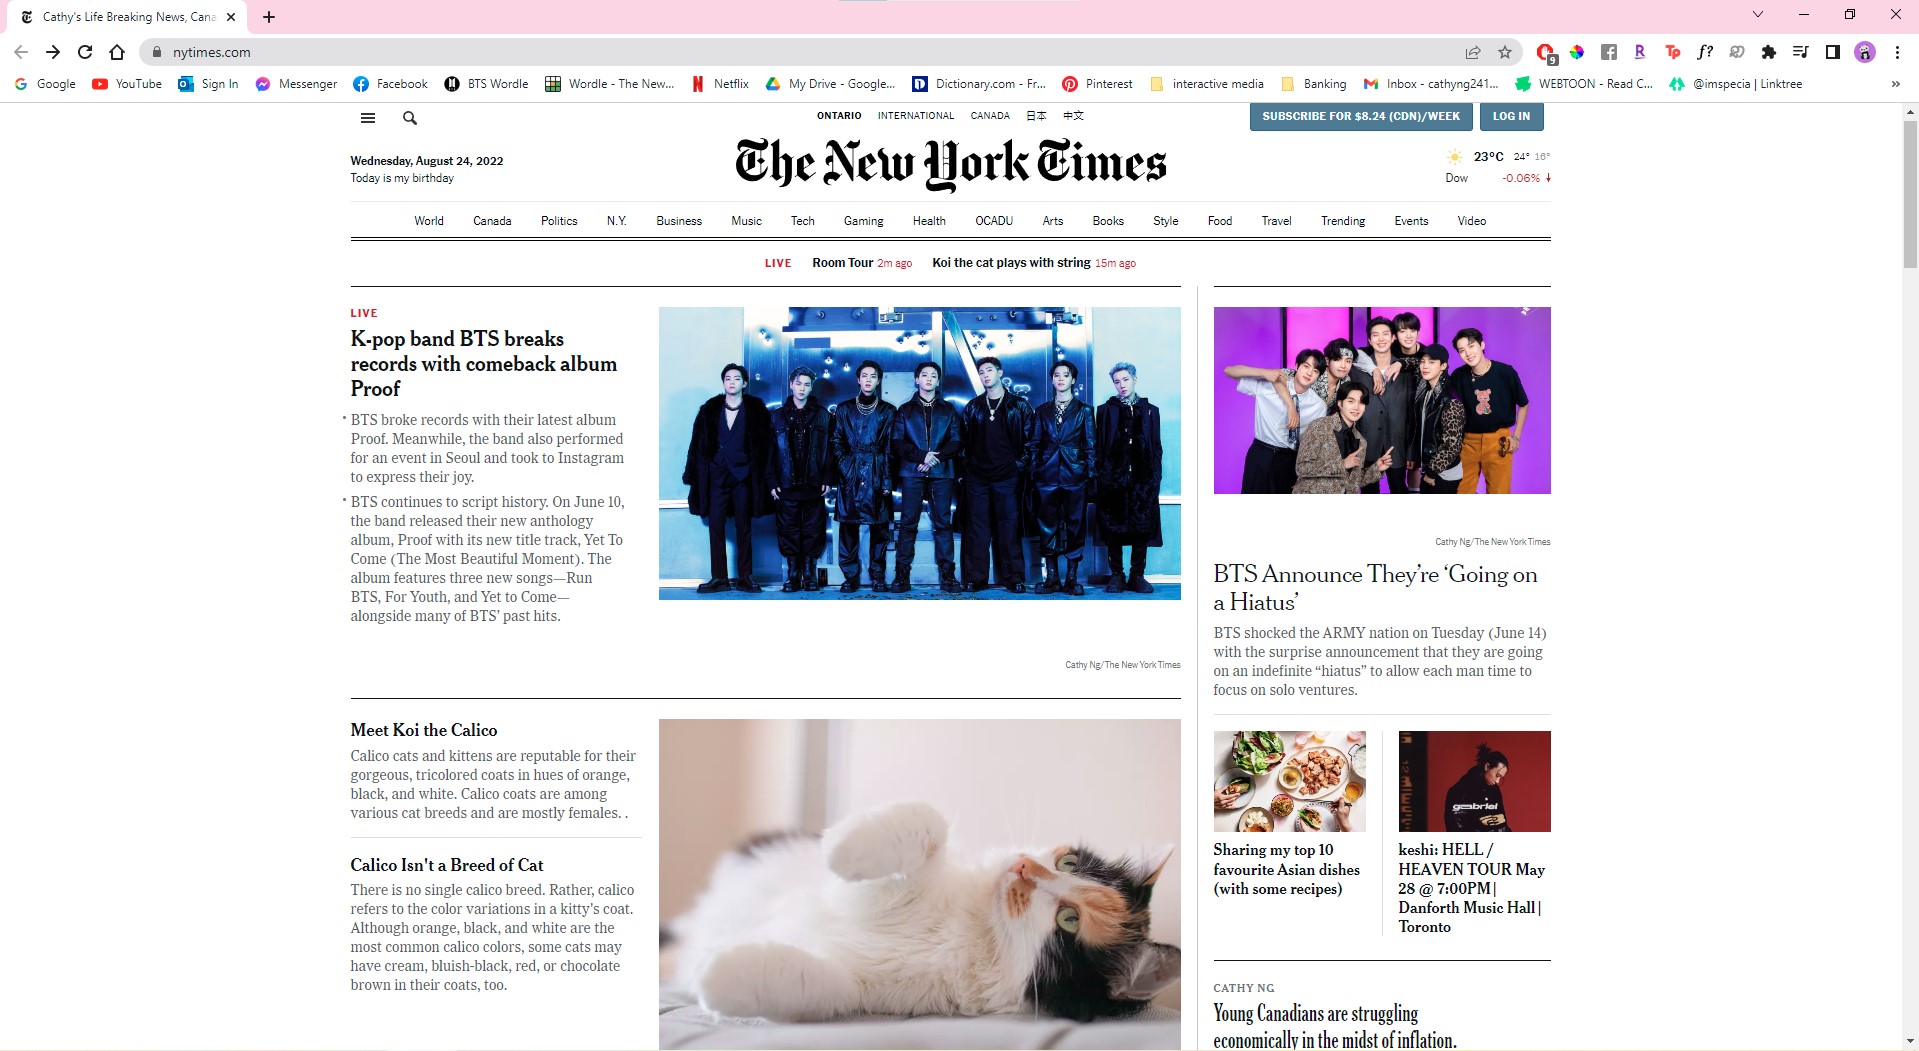 Cathy's Life Breaking News, Cana
nytimes.com
9
Google
YouTube
Sign In
Messenger
Facebook
BTS Wordle
Wordle - The New...
Netflix
My Drive - Google...
Dictionary.com - Fr...
Pinterest
interactive media
Banking
Inbox - cathyng241...
WEBTOON - Read C...
@imspecia | Linktree
»
ONTARIO INTERNATIONAL CANADA 日本 中文
SUBSCRIBE FOR $8.24 (CDN)/WEEK
LOG IN
Wednesday, August 24, 2022
Today is my birthday
The New York Times
23°C 24° 16°
Dow -0.06% ↓
World Canada Politics N.Y. Business Music Tech Gaming Health OCADU Arts Books Style Food Travel Trending Events Video
LIVE Room Tour 2m ago Koi the cat plays with string 15m ago
LIVE
K-pop band BTS breaks
records with comeback album
Proof
• BTS broke records with their latest album
Proof. Meanwhile, the band also performed
for an event in Seoul and took to Instagram
to express their joy.
• BTS continues to script history. On June 10,
the band released their new anthology
album, Proof with its new title track, Yet To
Come (The Most Beautiful Moment). The
album features three new songs—Run
BTS, For Youth, and Yet to Come—
alongside many of BTS' past hits.
Cathy Ng/The New York Times
Meet Koi the Calico
Calico cats and kittens are reputable for their
gorgeous, tricolored coats in hues of orange,
black, and white. Calico coats are among
various cat breeds and are mostly females. .
Calico Isn't a Breed of Cat
There is no single calico breed. Rather, calico
refers to the color variations in a kitty's coat.
Although orange, black, and white are the
most common calico colors, some cats may
have cream, bluish-black, red, or chocolate
brown in their coats, too.
Cathy Ng/The New York Times
BTS Announce They're ‘Going on
a Hiatus’
BTS shocked the ARMY nation on Tuesday (June 14)
with the surprise announcement that they are going
on an indefinite “hiatus” to allow each man time to
focus on solo ventures.
Sharing my top 10
favourite Asian dishes
(with some recipes)
gabriel
keshi: HELL /
HEAVEN TOUR May
28 @ 7:00PM |
Danforth Music Hall |
Toronto
CATHY NG
Young Canadians are struggling
economically in the midst of inflation.